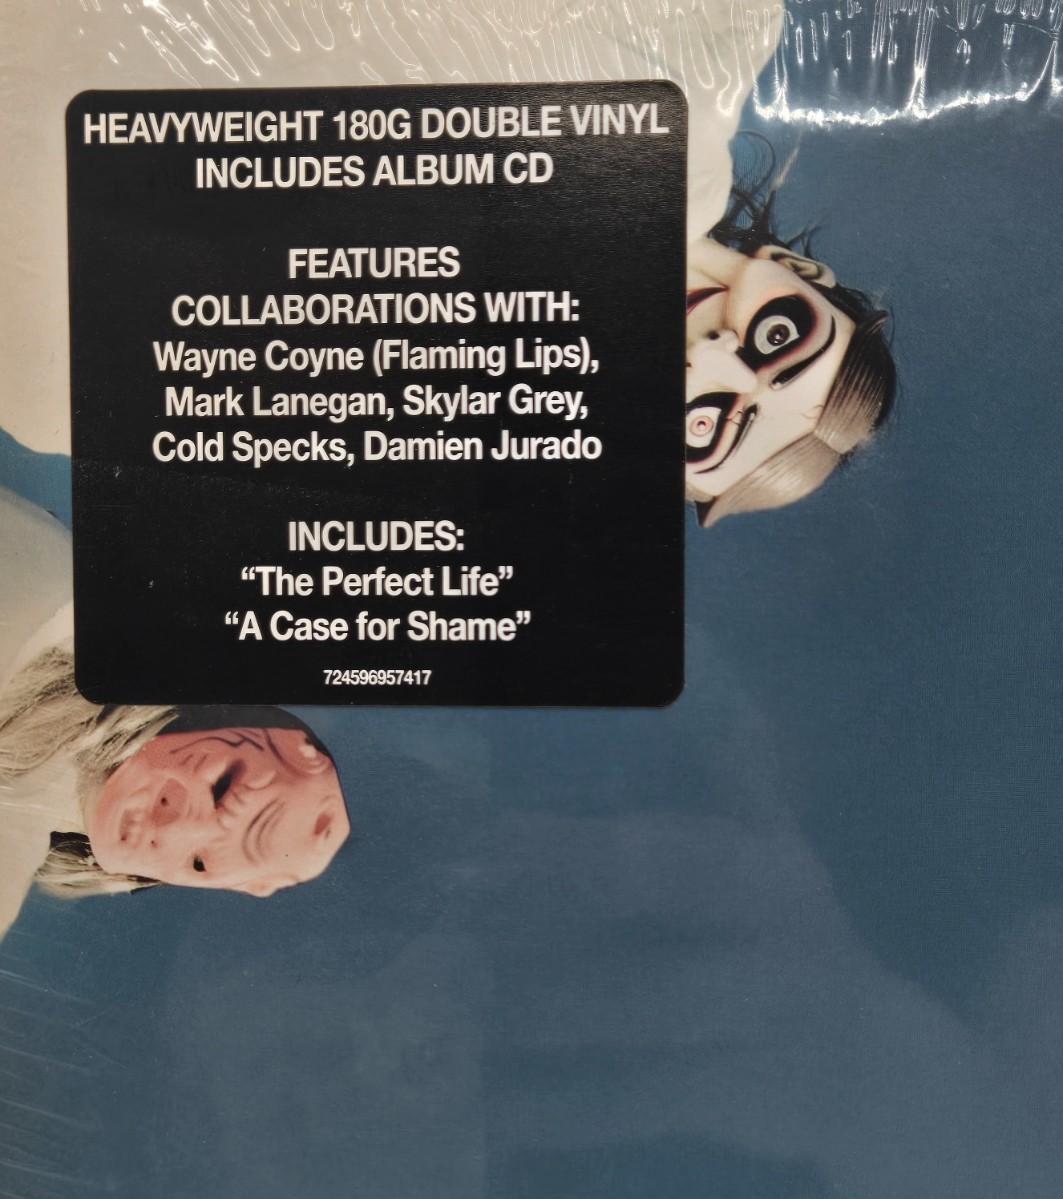 HEAVYWEIGHT 180G DOUBLE VINYL
INCLUDES ALBUM CD
FEATURES
COLLABORATIONS WITH:
Wayne Coyne (Flaming Lips),
Mark Lanegan, Skylar Grey,
Cold Specks, Damien Jurado
INCLUDES:
“The Perfect Life”
“A Case for Shame”
724596957417